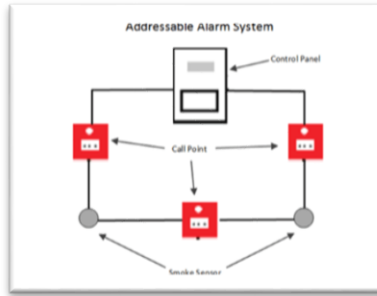 Addressable Alarm System
Control Panel
Call Point
Smoke Sensor